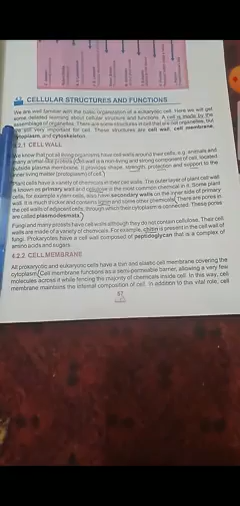 4.2 CELLULAR STRUCTURES AND FUNCTIONS
We are well familiar with the basic organization of a eukaryotic cell. Here we will get
some detailed learning about cellular structure and functions. A cell is made by the
assemblage of organelles. There are some structures in cell that are not organelles, but
are still very important for cell. These structures are cell wall, cell membrane,
cytoplasm, and cytoskeleton.
4.2.1 CELL WALL
We know that not all living organisms have cell walls around their cells, e.g. animals and
many animal-like protists. Cell wall is a non-living and strong component of cell, located
outside plasma membrane. It provides shape, strength, protection and support to the
inner living matter (protoplasm) of cell.
Plant cells have a variety of chemicals in their cell walls. The outer layer of plant cell wall
is known as primary wall and cellulose is the most common chemical in it. Some plant
cells, for example xylem cells, also have secondary walls on the inner side of primary
wall. It is much thicker and contains lignin and some other chemicals. There are pores in
the cell walls of adjacent cells, through which their cytoplasm is connected. These pores
are called plasmodesmata.
Fungi and many protists have cell walls although they do not contain cellulose. Their cell
walls are made of a variety of chemicals. For example, chitin is present in the cell wall of
fungi. Prokaryotes have a cell wall composed of peptidoglycan that is a complex of
amino acids and sugars.
4.2.2 CELL MEMBRANE
All prokaryotic and eukaryotic cells have a thin and elastic cell membrane covering the
cytoplasm. Cell membrane functions as a semi-permeable barrier, allowing a very few
molecules across it while fencing the majority of chemicals inside cell. In this way, cell
membrane maintains the internal composition of cell. In addition to this vital role, cell